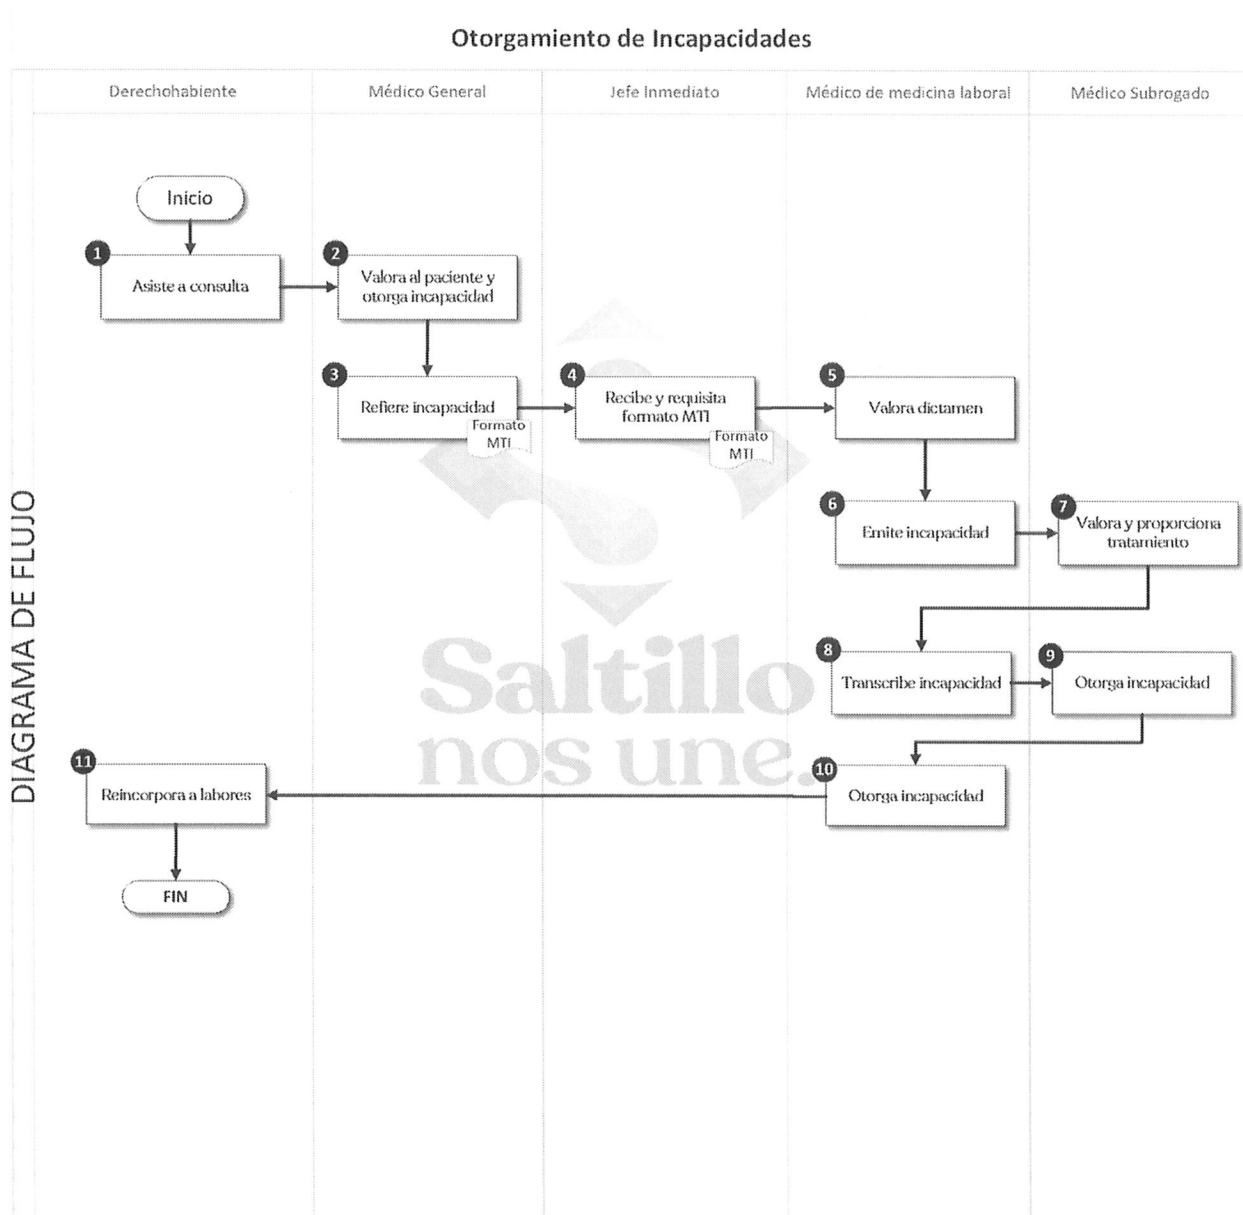 Otorgamiento de Incapacidades
DIAGRAMA DE FLUJO
Derechohabiente
Médico General
Jefe Inmediato
Médico de medicina laboral
Médico Subrogado
Inicio
1
Asiste a consulta
2
Valora al paciente y
otorga incapacidad
3
Refiere incapacidad
Formato
MTI
4
Recibe y requisita
formato MTI
Formato
MTI
5
Valora dictamen
6
Emite incapacidad
7
Valora y proporciona
tratamiento
8
Transcribe incapacidad
9
Otorga incapacidad
10
Otorga incapacidad
11
Reincorpora a labores
FIN
Saltillo
nos une.